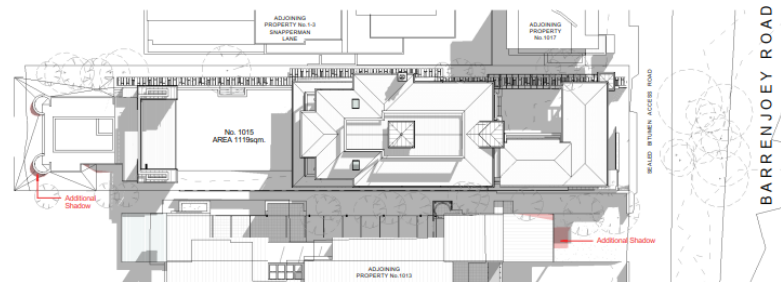 ADJOINING
PROPERTY No.1-3
SNAPPERMAN
LANE
ADJOINING
PROPERTY
No.1017
No. 1015
AREA 1119sqm.
SEALED BITUMEN ACCESS ROAD
BARRENJOEY ROAD
Additional
Shadow
Additional Shadow
ADJOINING
PROPERTY No.1013